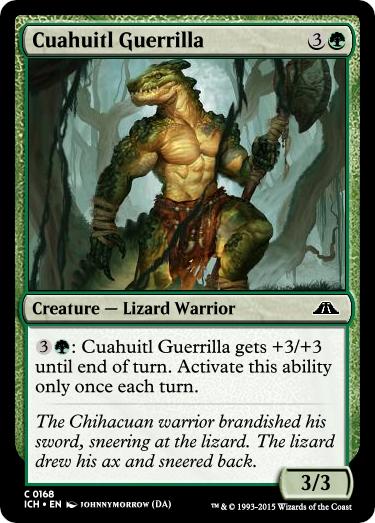 Cuahuitl Guerrilla 3
Creature — Lizard Warrior
3 : Cuahuitl Guerrilla gets +3/+3
until end of turn. Activate this ability
only once each turn.
The Chihacuan warrior brandished his
sword, sneering at the lizard. The lizard
drew his ax and sneered back.
3/3
C 0168
ICH • EN JOHNNYMORROW (DA)
™ & © 1993-2015 Wizards of the Coast